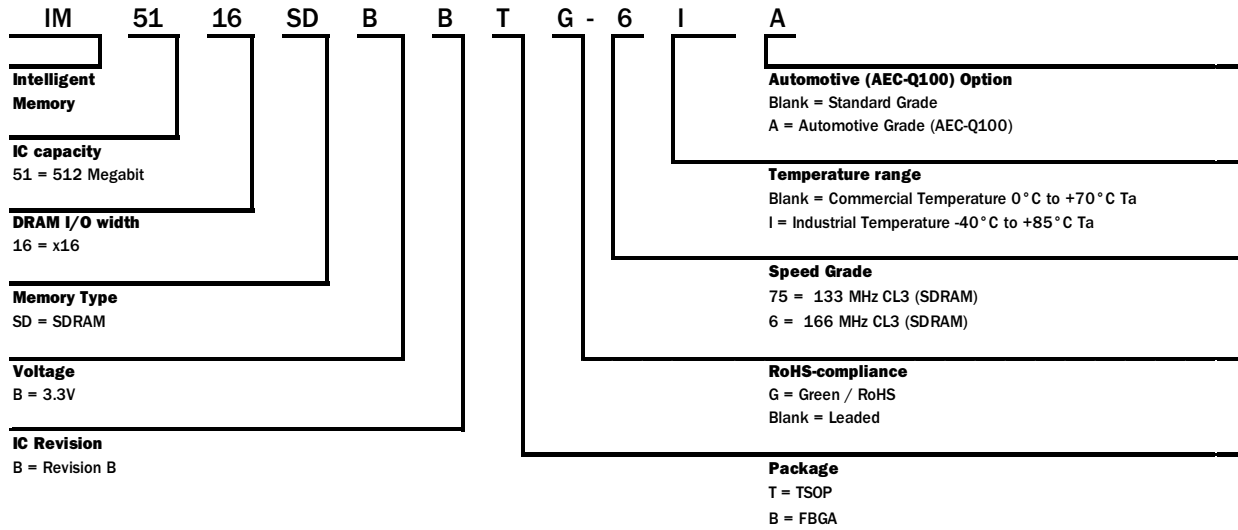 IM 51 16 SD B B T G - 6 I A
Intelligent
Memory
IC capacity
51 = 512 Megabit
DRAM I/O width
16 = x16
Memory Type
SD = SDRAM
Voltage
B = 3.3V
IC Revision
B = Revision B
Automotive (AEC-Q100) Option
Blank = Standard Grade
A = Automotive Grade (AEC-Q100)
Temperature range
Blank = Commercial Temperature 0°C to +70°C Ta
I = Industrial Temperature -40°C to +85°C Ta
Speed Grade
75 = 133 MHz CL3 (SDRAM)
6 = 166 MHz CL3 (SDRAM)
RoHS-compliance
G = Green / RoHS
Blank = Leaded
Package
T = TSOP
B = FBGA